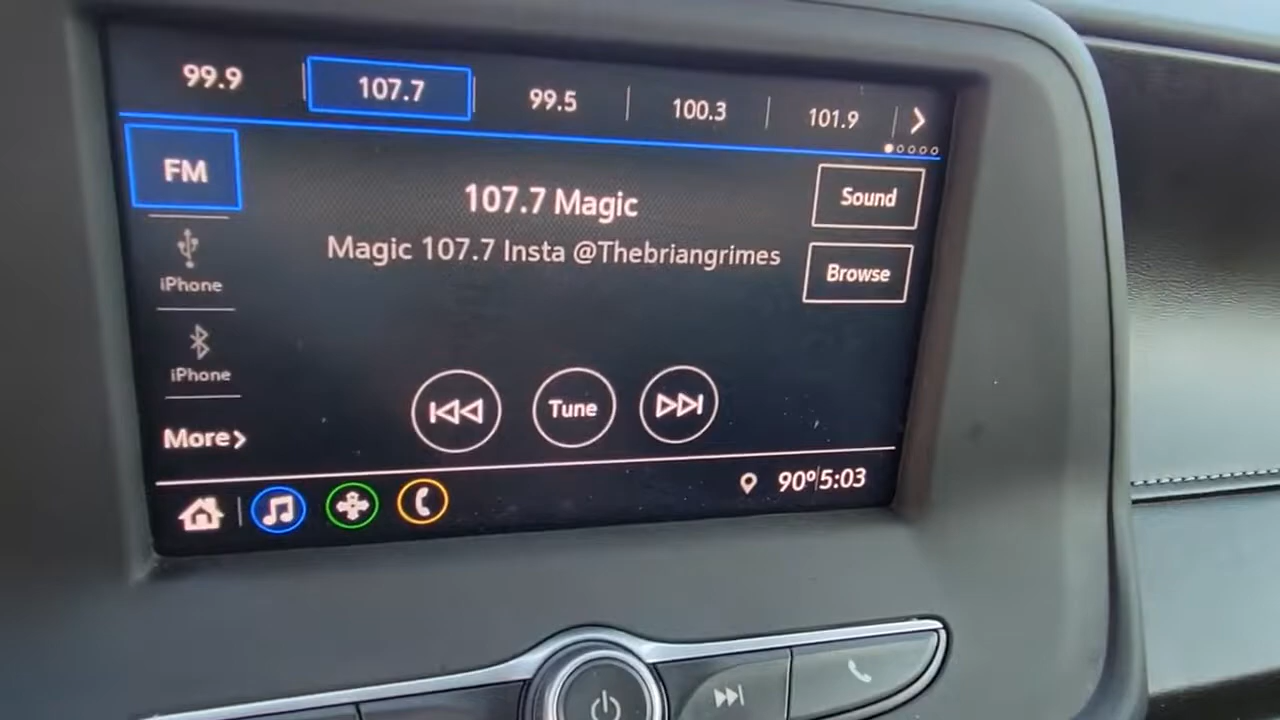 99.9
107.7
99.5
100.3
101.9
FM
107.7 Magic
Sound
Magic 107.7 Insta @Thebriangrimes
Browse
iPhone
iPhone
Tune
More
90º 5:03